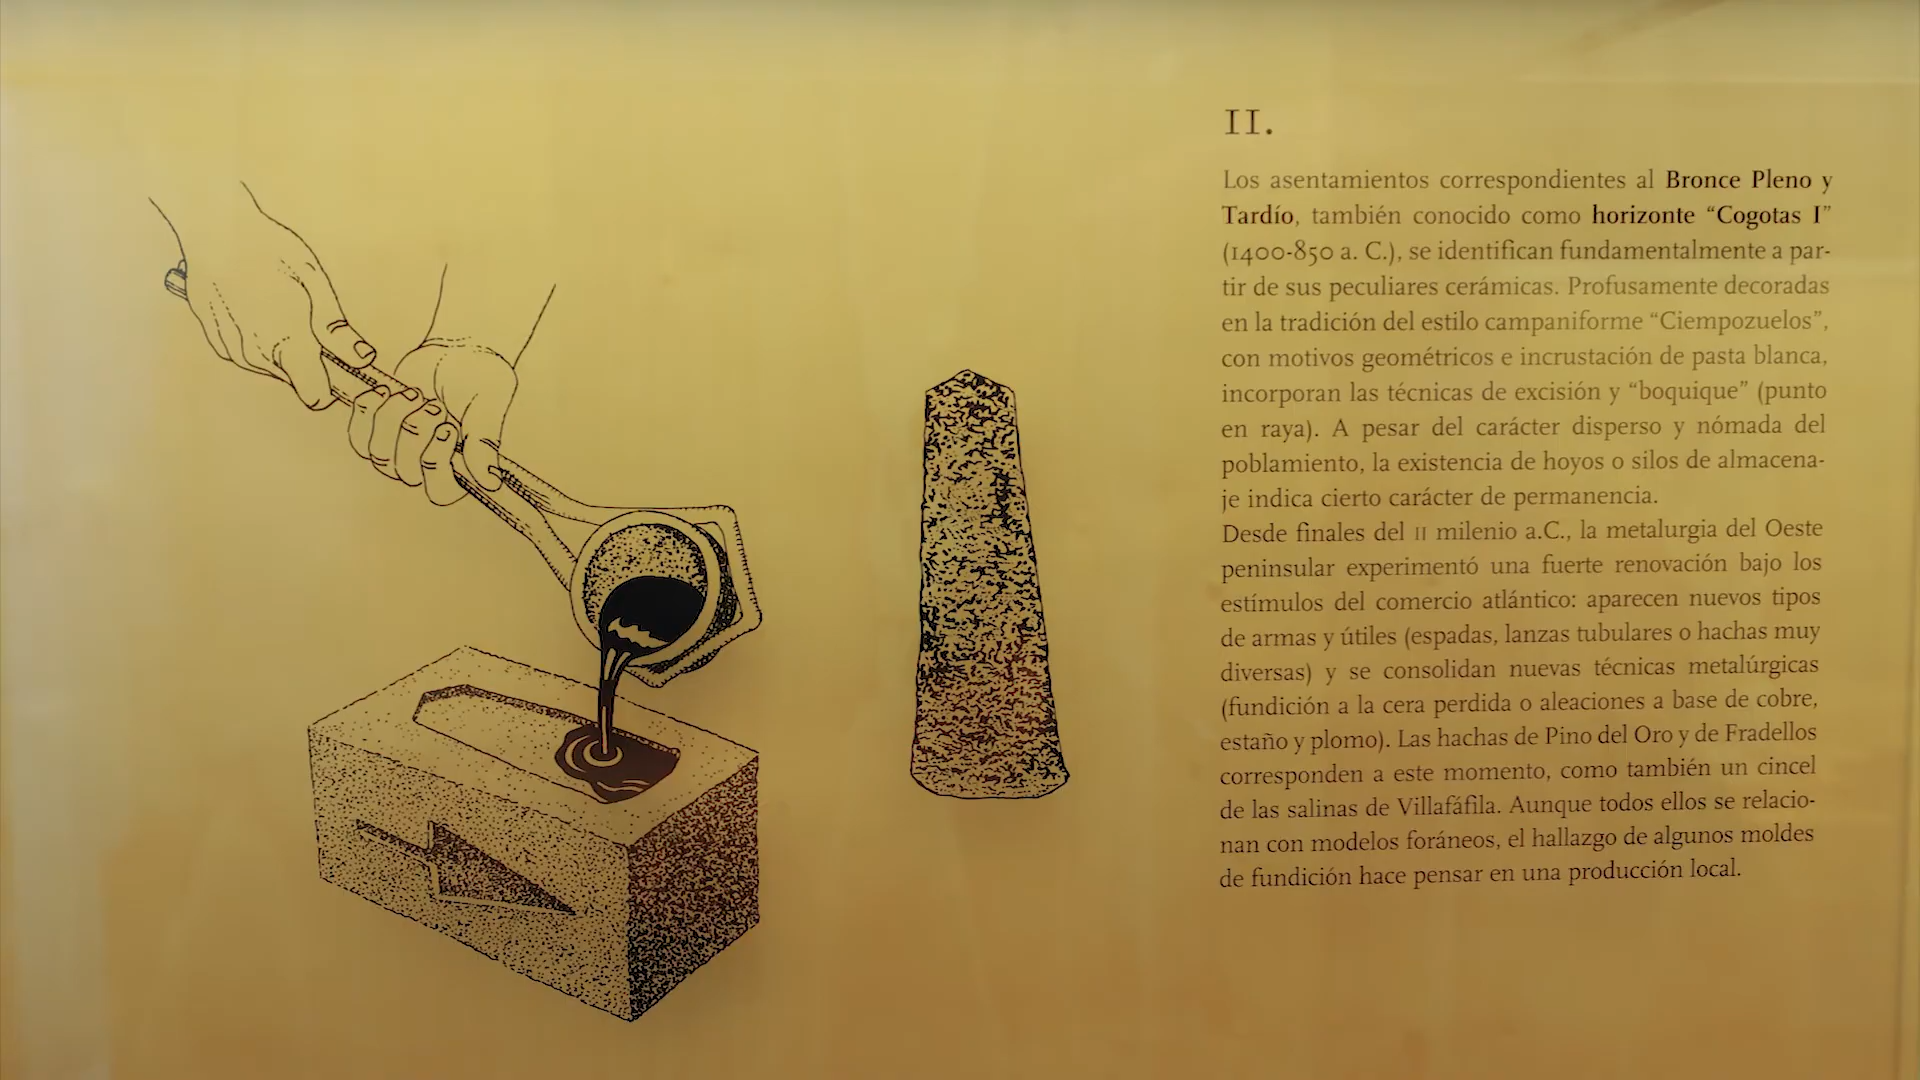 II.
Los asentamientos correspondientes al Bronce Pleno y
Tardío, también conocido como horizonte “Cogotas I”
(1400-850 a. C.), se identifican fundamentalmente a par-
tir de sus peculiares cerámicas. Profusamente decoradas
en la tradición del estilo campaniforme “Ciempozuelos”,
con motivos geométricos e incrustación de pasta blanca,
incorporan las técnicas de excisión y “boquique” (punto
en raya). A pesar del carácter disperso y nómada del
poblamiento, la existencia de hoyos o silos de almacena-
je indica cierto carácter de permanencia.
Desde finales del II milenio a.C., la metalurgia del Oeste
peninsular experimentó una fuerte renovación bajo los
estímulos del comercio atlántico: aparecen nuevos tipos
de armas y útiles (espadas, lanzas tubulares o hachas muy
diversas) y se consolidan nuevas técnicas metalúrgicas
(fundición a la cera perdida o aleaciones a base de cobre,
estaño y plomo). Las hachas de Pino del Oro y de Fradellos
corresponden a este momento, como también un cincel
de las salinas de Villafáfila. Aunque todos ellos se relacio-
nan con modelos foráneos, el hallazgo de algunos moldes
de fundición hace pensar en una producción local.